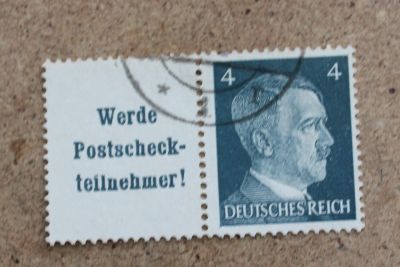 Werde
Postscheck-
teilnehmer!
4 4
DEUTSCHES REICH